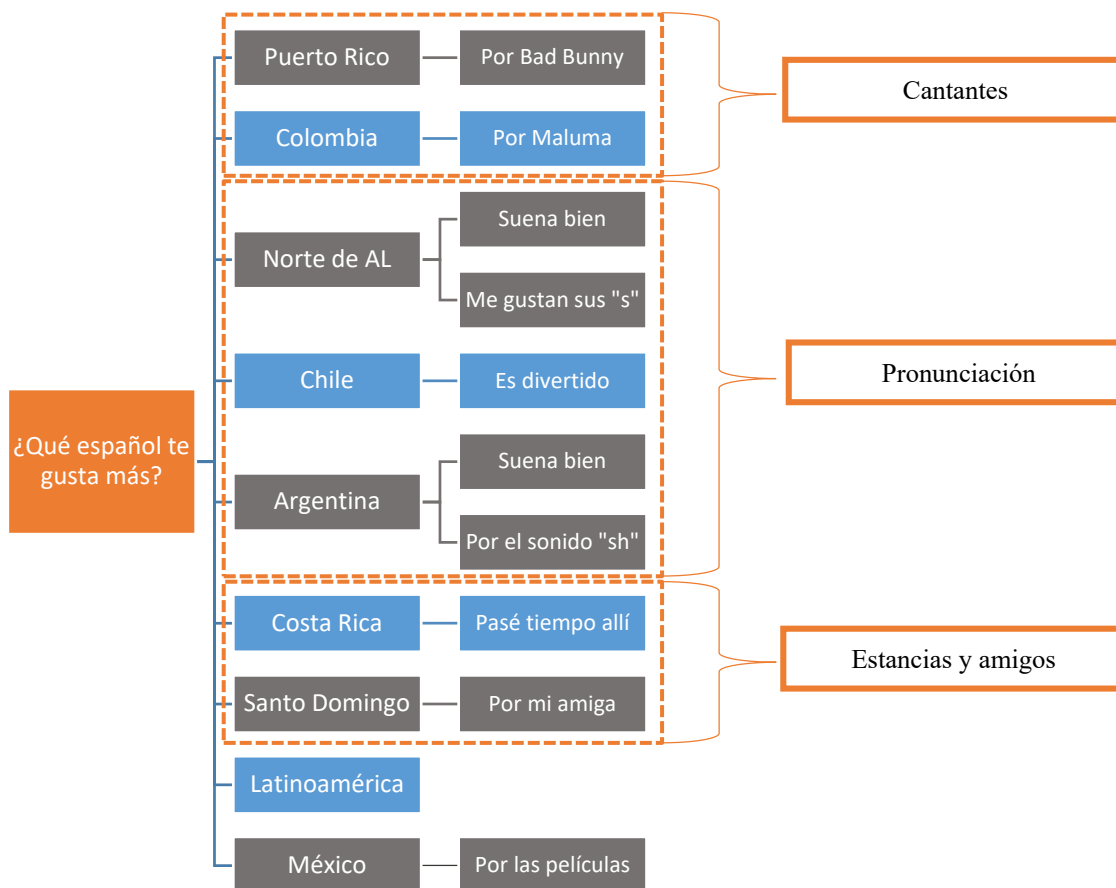 ¿Qué español te
gusta más?
Puerto Rico
Por Bad Bunny
Colombia
Por Maluma
Cantantes
Norte de AL
Suena bien
Me gustan sus "s"
Chile
Es divertido
Argentina
Suena bien
Por el sonido "sh"
Pronunciación
Costa Rica
Pasé tiempo allí
Santo Domingo
Por mi amiga
Estancias y amigos
Latinoamérica
México
Por las películas